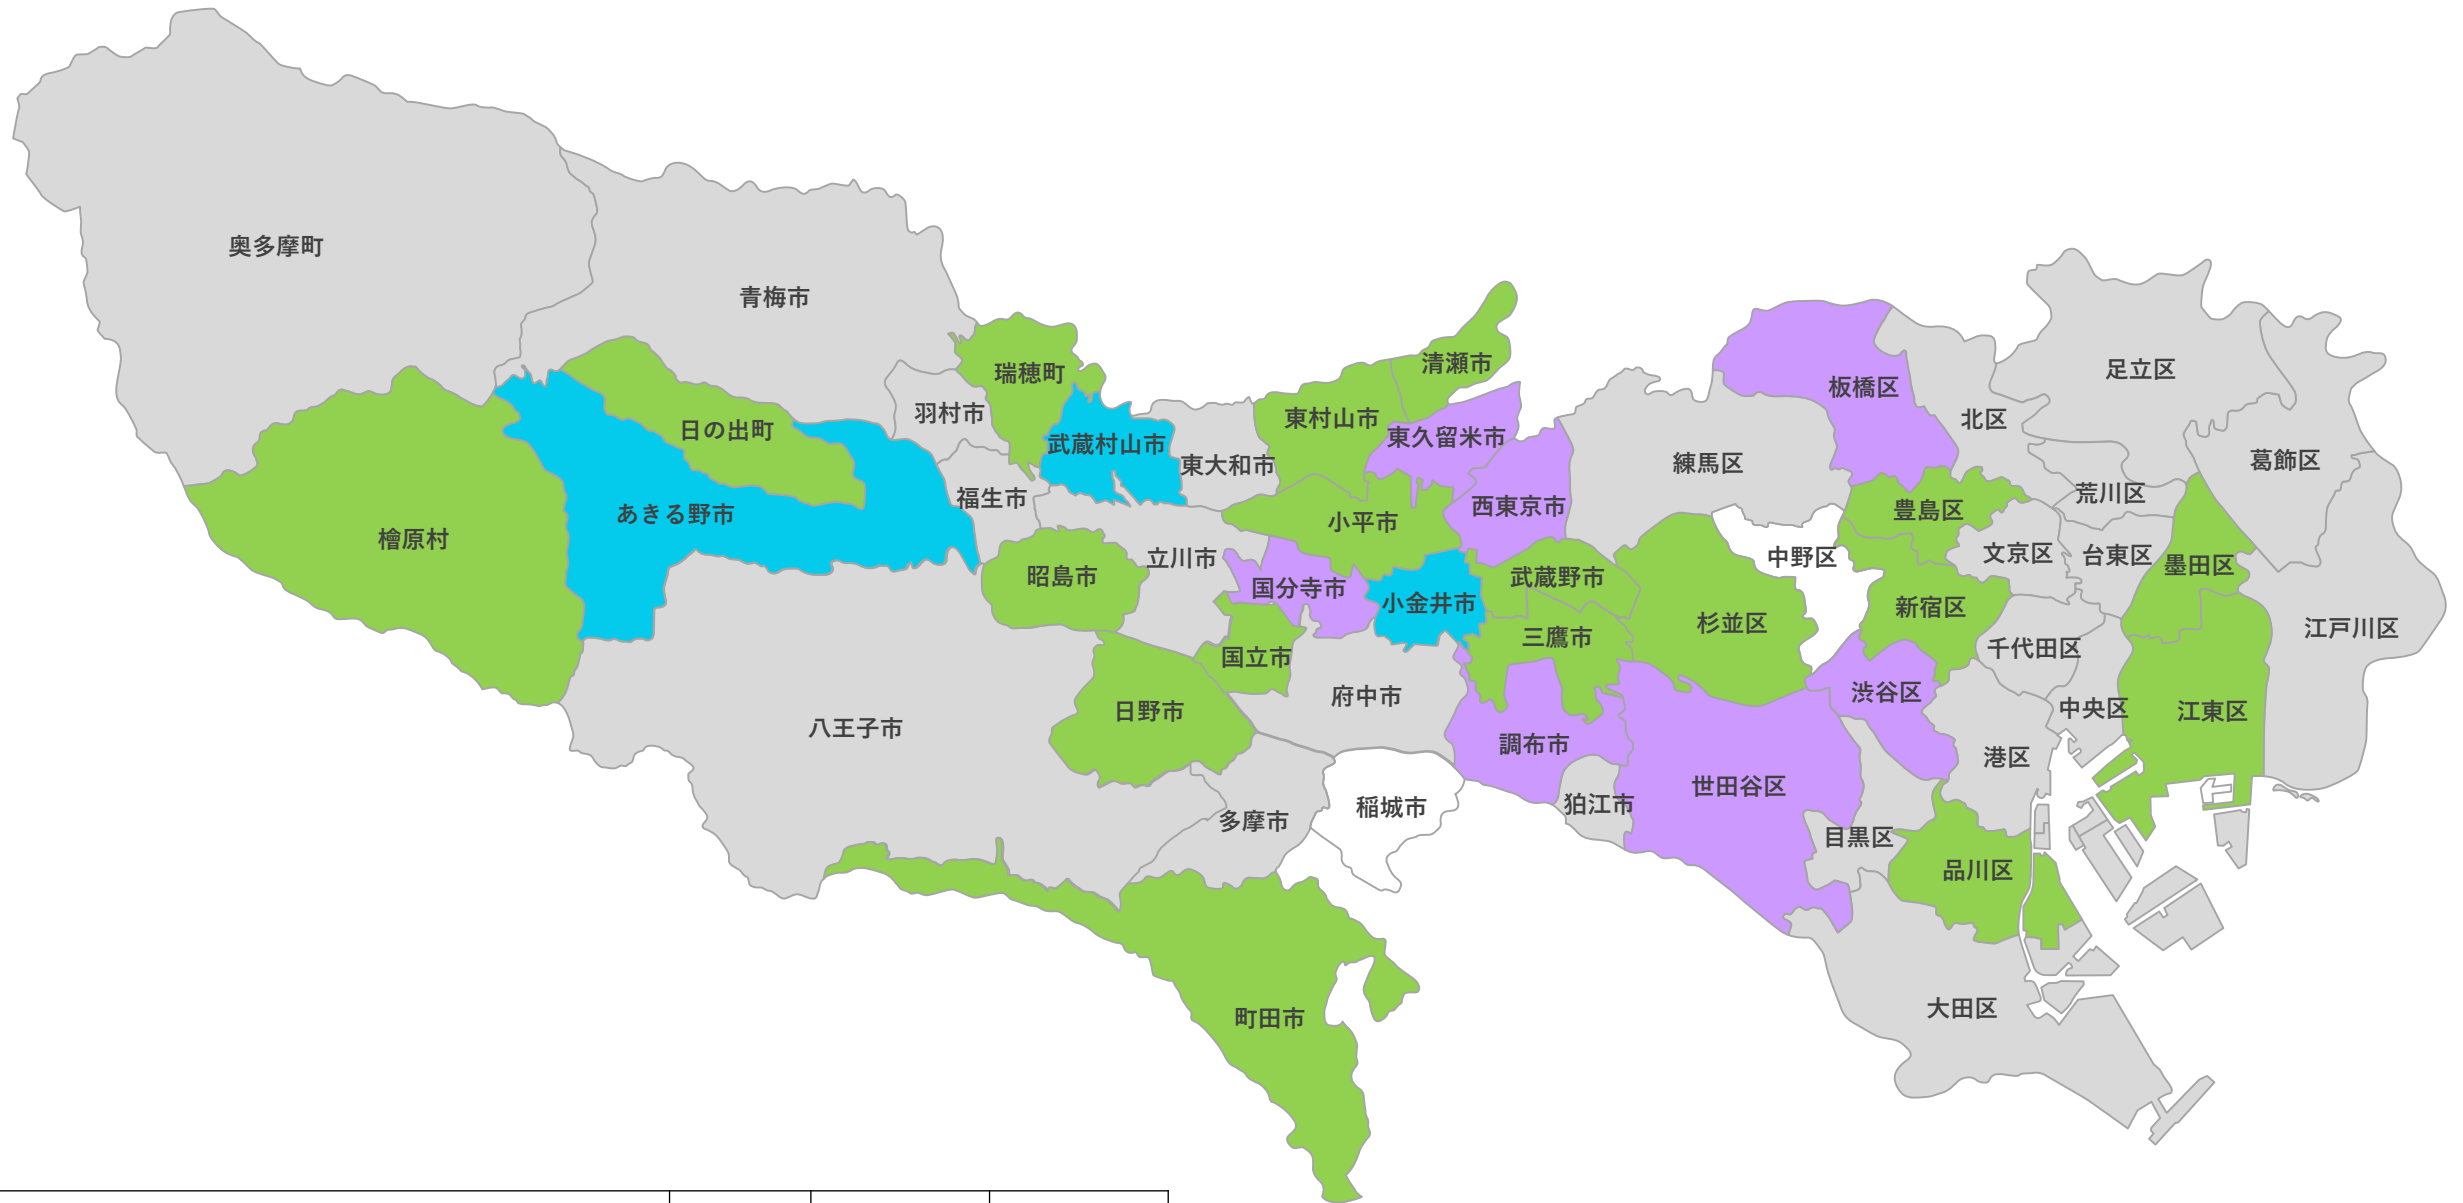 奥多摩町
青梅市
瑞穂町
羽村市
日の出町
武蔵村山市
福生市
あきる野市
檜原村
東大和市
東村山市
清瀬市
東久留米市
小平市
西東京市
昭島市
立川市
国分寺市
小金井市
武蔵野市
三鷹市
国立市
府中市
日野市
八王子市
調布市
狛江市
稲城市
多摩市
町田市
練馬区
板橋区
北区
足立区
葛飾区
荒川区
豊島区
文京区
台東区
墨田区
中野区
杉並区
新宿区
千代田区
江戸川区
渋谷区
中央区
江東区
港区
世田谷区
目黒区
品川区
大田区